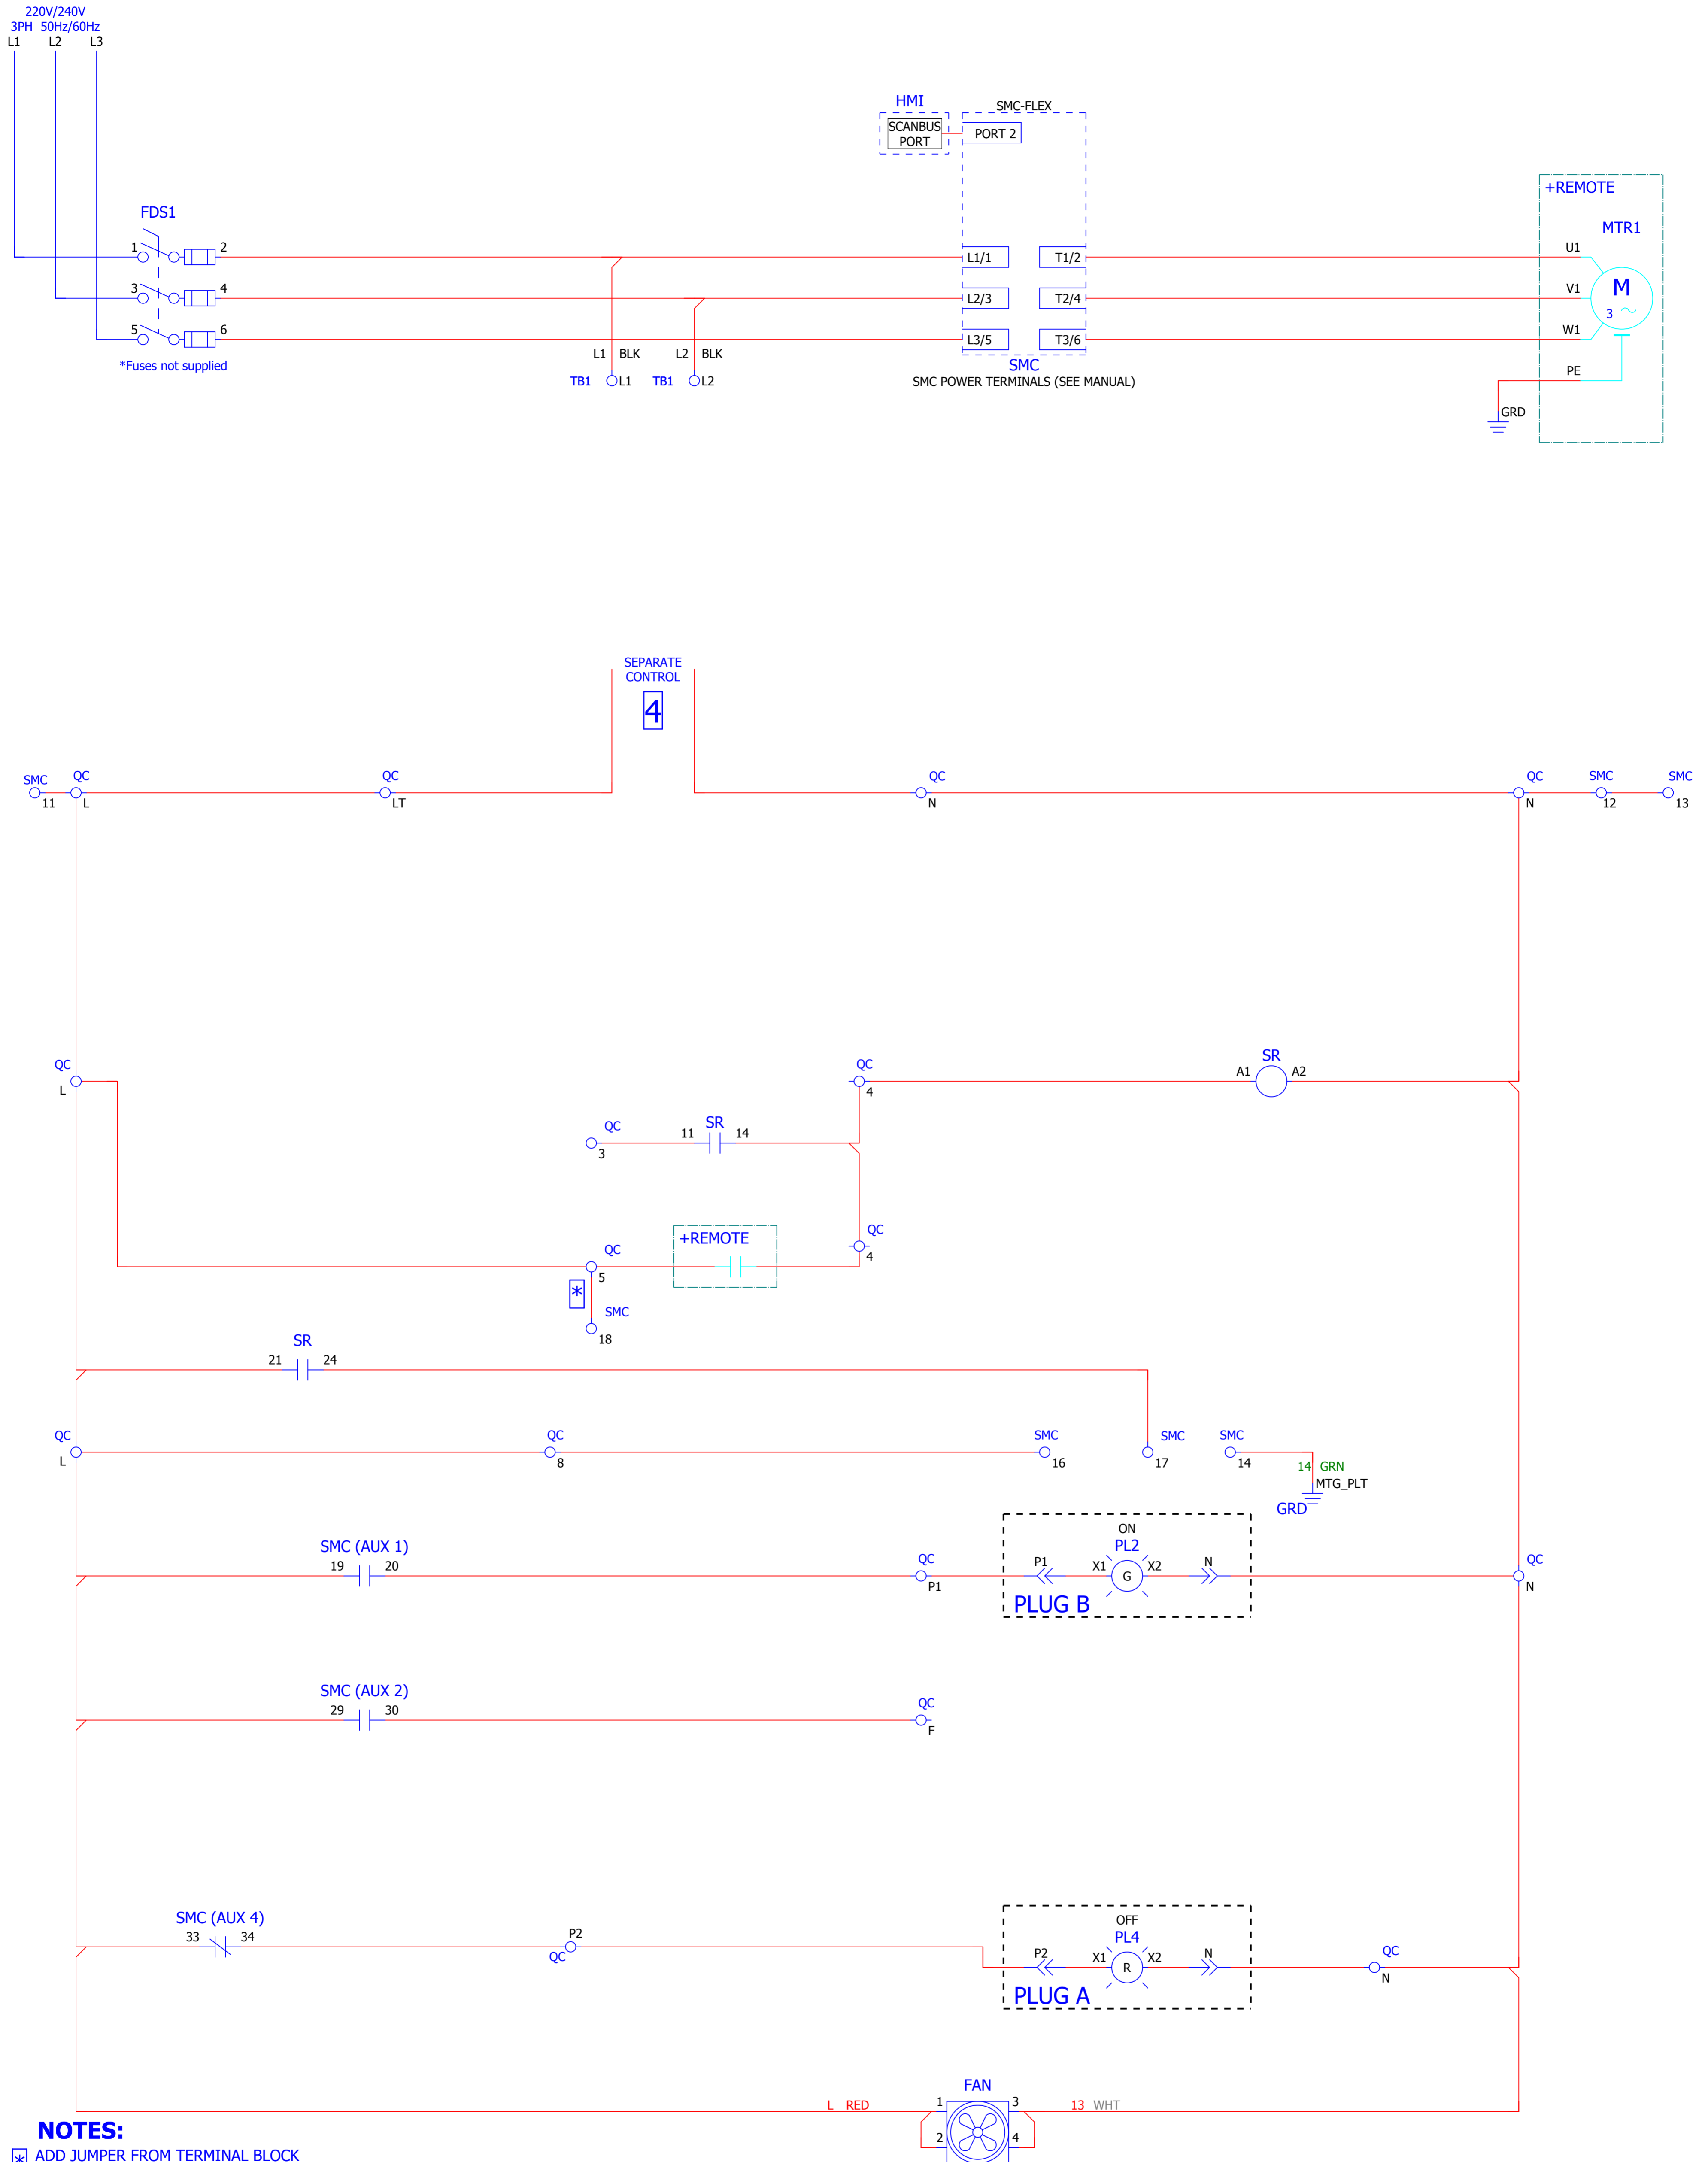 220V/240V
3PH 50Hz/60Hz
L1 L2 L3
HMI
SCANBUS
PORT
SMC-FLEX
PORT 2
+REMOTE
MTR1
FDS1
1 2
3 4
5 6
*Fuses not supplied
L1/1 T1/2
L2/3 T2/4
L3/5 T3/6
U1
V1
W1
PE
M
3
GRD
L1 BLK L2 BLK
TB1 L1 TB1 L2
SMC
SMC POWER TERMINALS (SEE MANUAL)
SEPARATE
CONTROL
4
SMC QC QC QC QC SMC SMC
11 L LT N N 12 13
QC QC SR
L 4 A1 A2
QC SR
3 11 14
+REMOTE QC
QC 4
5
*
SMC
18
SR
21 24
QC QC SMC SMC SMC
L 8 16 17 14
14 GRN
MTG_PLT
GRD
ON
SMC (AUX 1) PL2
19 20 QC P1 X1 G X2 N QC
P1 N
PLUG B
SMC (AUX 2)
29 30 QC
F
OFF
SMC (AUX 4) PL4
33 34 P2 P2 X1 R X2 N QC
QC N
PLUG A
FAN
L RED 1 3 13 WHT
2 4
NOTES:
* ADD JUMPER FROM TERMINAL BLOCK